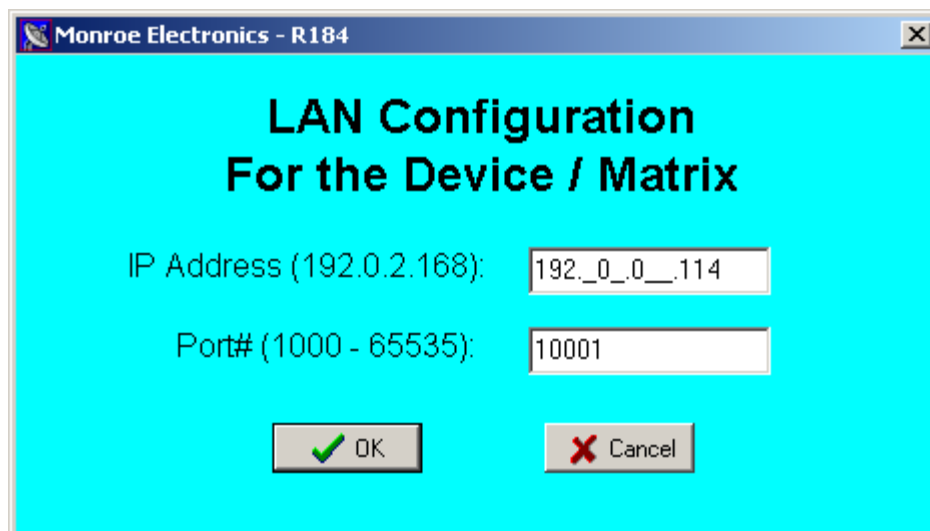 Monroe Electronics - R184
LAN Configuration
For the Device / Matrix
IP Address (192.0.2.168): 192._0_.0__.114
Port# (1000 - 65535): 10001
OK Cancel